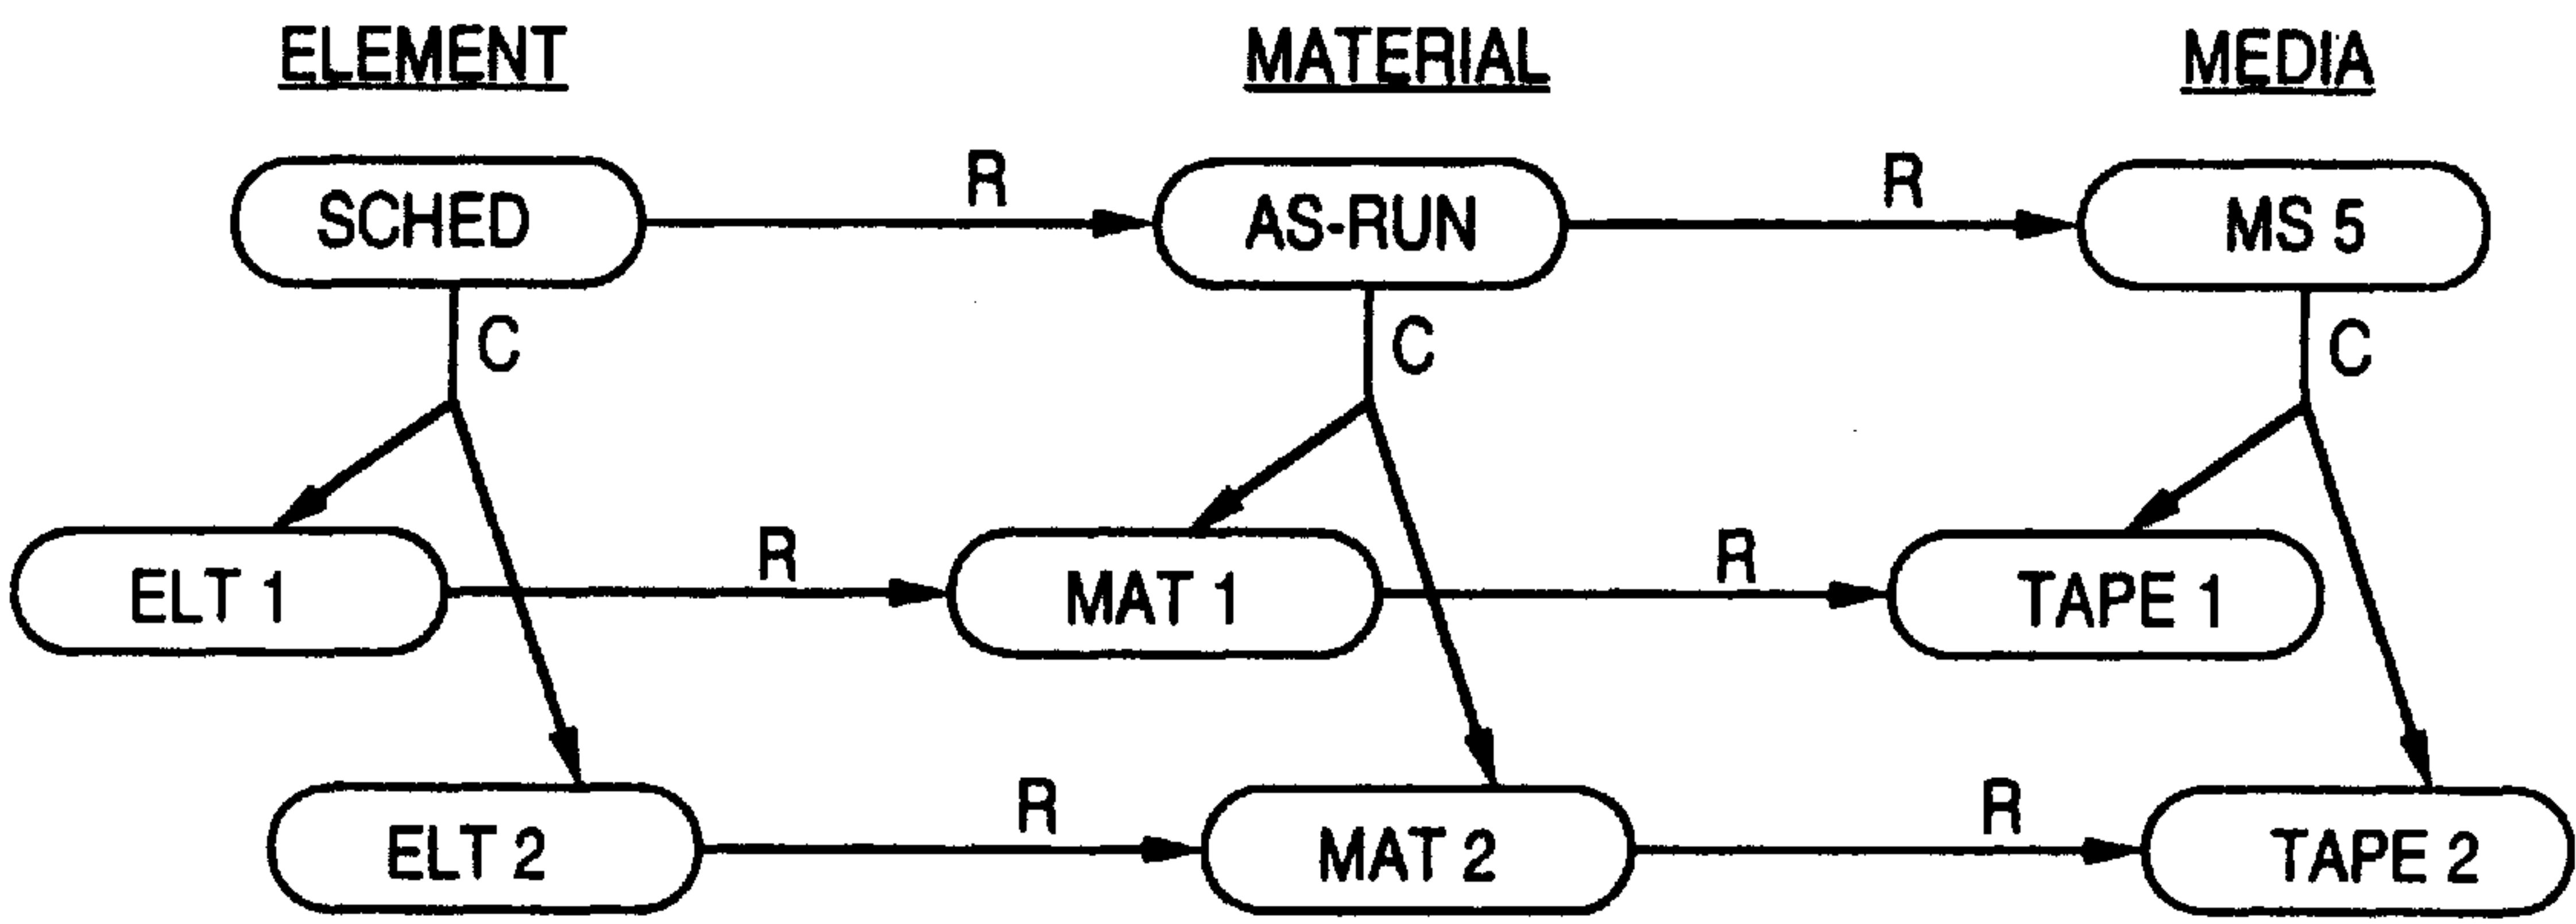 ELEMENT MATERIAL MEDIA
R R
SCHED AS-RUN MS 5
C C C
R R
ELT 1 MAT 1 TAPE 1
R R
ELT 2 MAT 2 TAPE 2